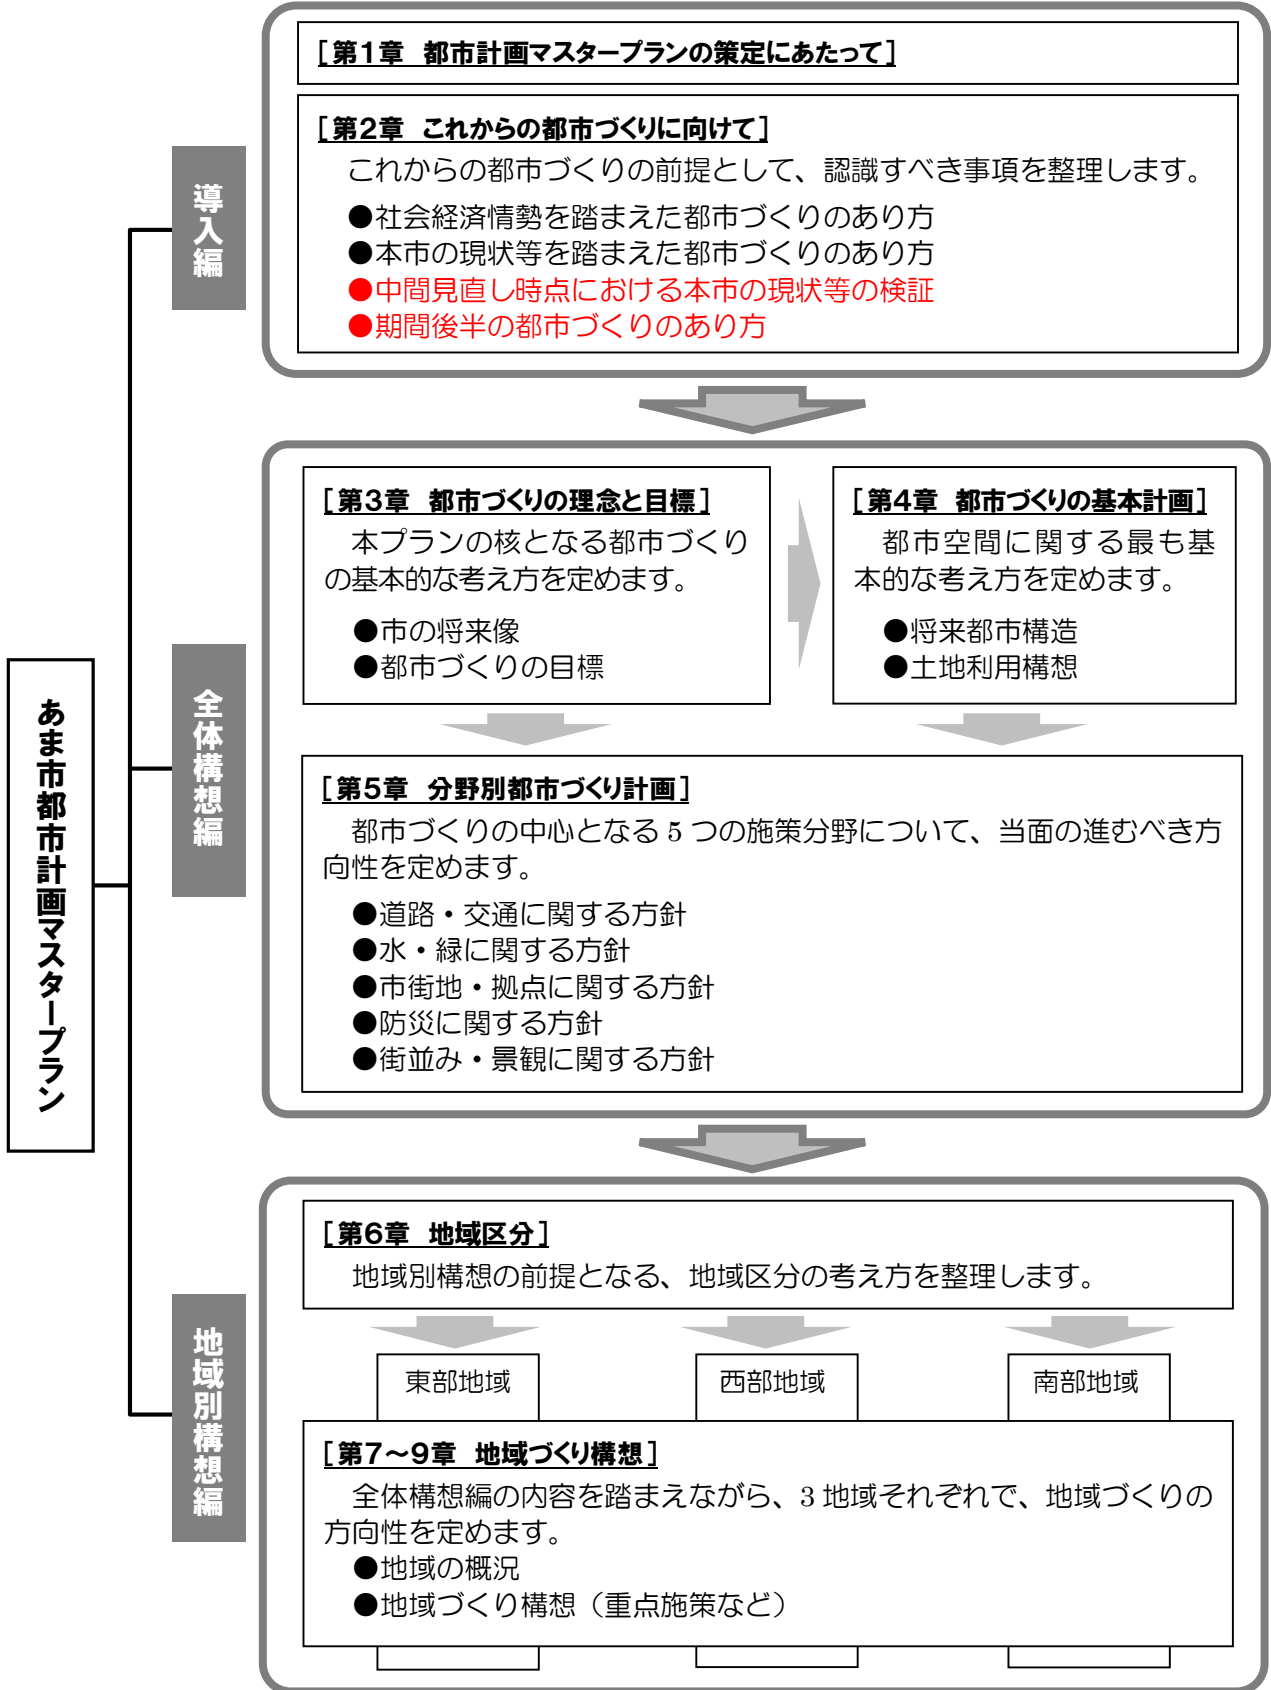 あま市都市計画マスタープラン
導入編
[第1章 都市計画マスタープランの策定にあたって]
[第2章 これからの都市づくりに向けて]
これからの都市づくりの前提として、認識すべき事項を整理します。
●社会経済情勢を踏まえた都市づくりのあり方
●本市の現状等を踏まえた都市づくりのあり方
●中間見直し時点における本市の現状等の検証
●期間後半の都市づくりのあり方
全体構想編
[第3章 都市づくりの理念と目標]
本プランの核となる都市づくり
の基本的な考え方を定めます。
●市の将来像
●都市づくりの目標
[第4章 都市づくりの基本計画]
都市空間に関する最も基
本的な考え方を定めます。
●将来都市構造
●土地利用構想
[第5章 分野別都市づくり計画]
都市づくりの中心となる5つの施策分野について、当面の進むべき方
向性を定めます。
●道路・交通に関する方針
●水・緑に関する方針
●市街地・拠点に関する方針
●防災に関する方針
●街並み・景観に関する方針
地域別構想編
[第6章 地域区分]
地域別構想の前提となる、地域区分の考え方を整理します。
東部地域
西部地域
南部地域
[第7～9章 地域づくり構想]
全体構想編の内容を踏まえながら、3地域それぞれで、地域づくりの
方向性を定めます。
●地域の概況
●地域づくり構想（重点施策など）